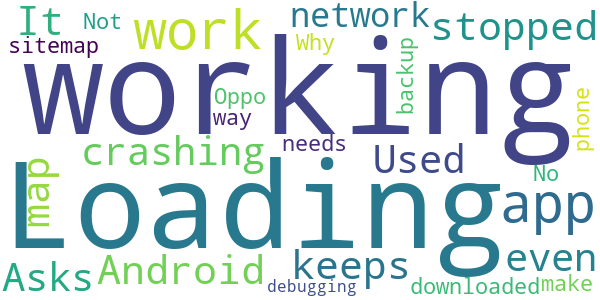 It Not work network stopped
sitemap Why
working
Oppo backup
way phone
crashing needs
map Loading Used No
app
Asks Android keeps even
debugging downloaded make